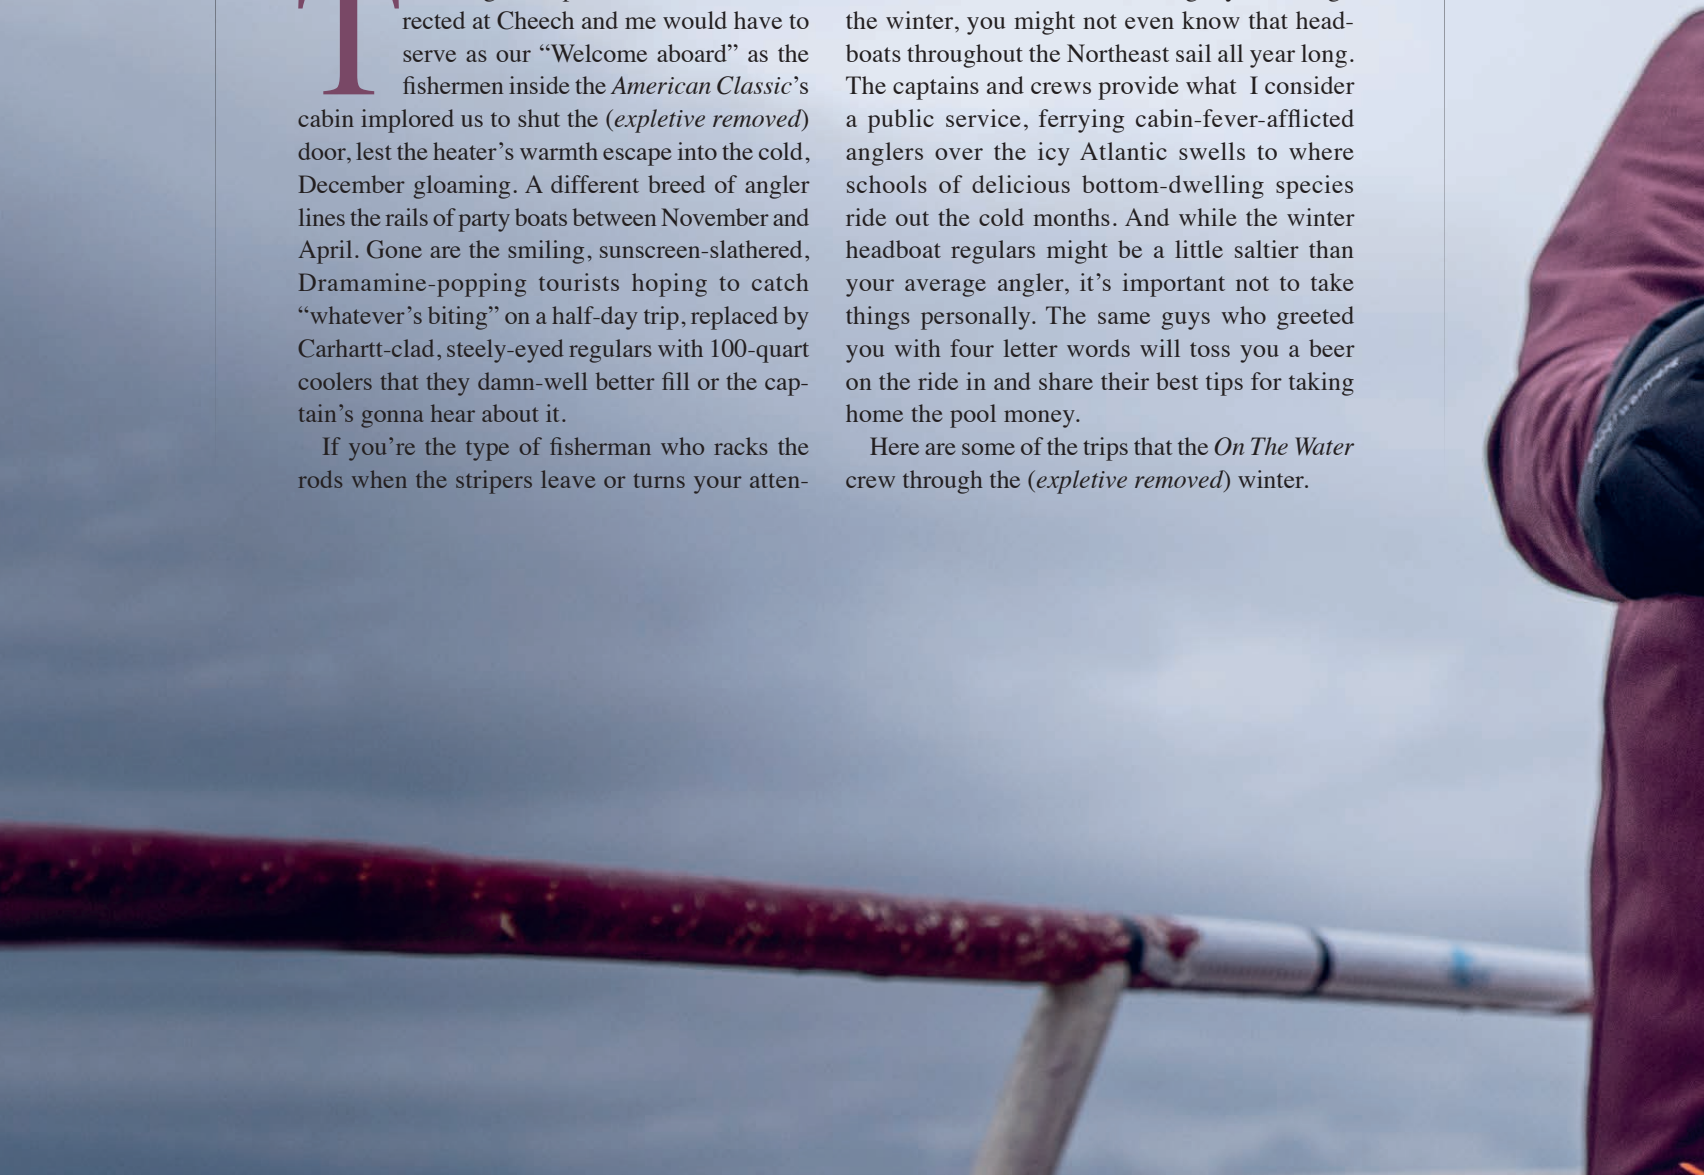 T
rected at Cheech and me would have to
serve as our “Welcome aboard” as the
fishermen inside the American Classic’s
cabin implored us to shut the (expletive removed)
door, lest the heater’s warmth escape into the cold,
December gloaming. A different breed of angler
lines the rails of party boats between November and
April. Gone are the smiling, sunscreen-slathered,
Dramamine-popping tourists hoping to catch
“whatever’s biting” on a half-day trip, replaced by
Carhartt-clad, steely-eyed regulars with 100-quart
coolers that they damn-well better fill or the cap-
tain’s gonna hear about it.
If you’re the type of fisherman who racks the
rods when the stripers leave or turns your atten-
the winter, you might not even know that head-
boats throughout the Northeast sail all year long.
The captains and crews provide what I consider
a public service, ferrying cabin-fever-afflicted
anglers over the icy Atlantic swells to where
schools of delicious bottom-dwelling species
ride out the cold months. And while the winter
headboat regulars might be a little saltier than
your average angler, it’s important not to take
things personally. The same guys who greeted
you with four letter words will toss you a beer
on the ride in and share their best tips for taking
home the pool money.
Here are some of the trips that the On The Water
crew through the (expletive removed) winter.